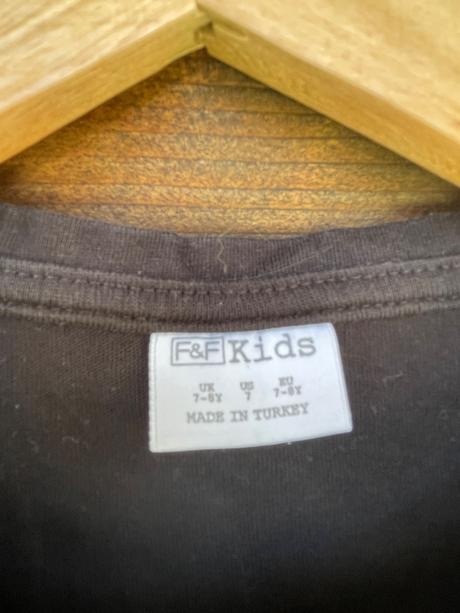 F&F Kids
UK US EU
7-8Y 7 7-8Y
MADE IN TURKEY